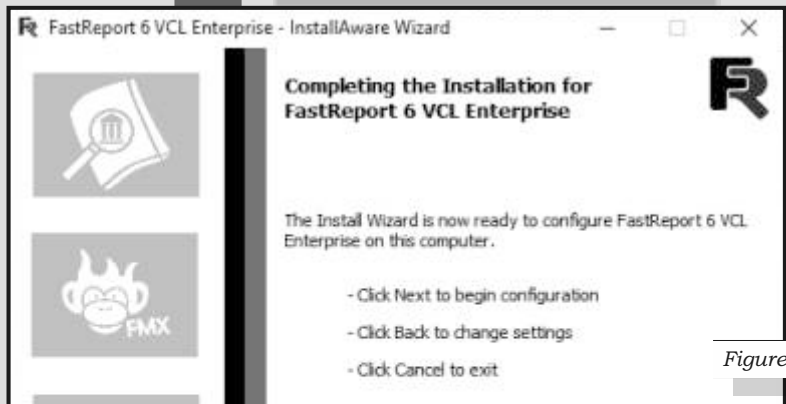 FR FastReport 6 VCL Enterprise - InstallAware Wizard
Completing the Installation for
FastReport 6 VCL Enterprise
FR
The Install Wizard is now ready to configure FastReport 6 VCL
Enterprise on this computer.
FMX
- Click Next to begin configuration
- Click Back to change settings
- Click Cancel to exit
Figure